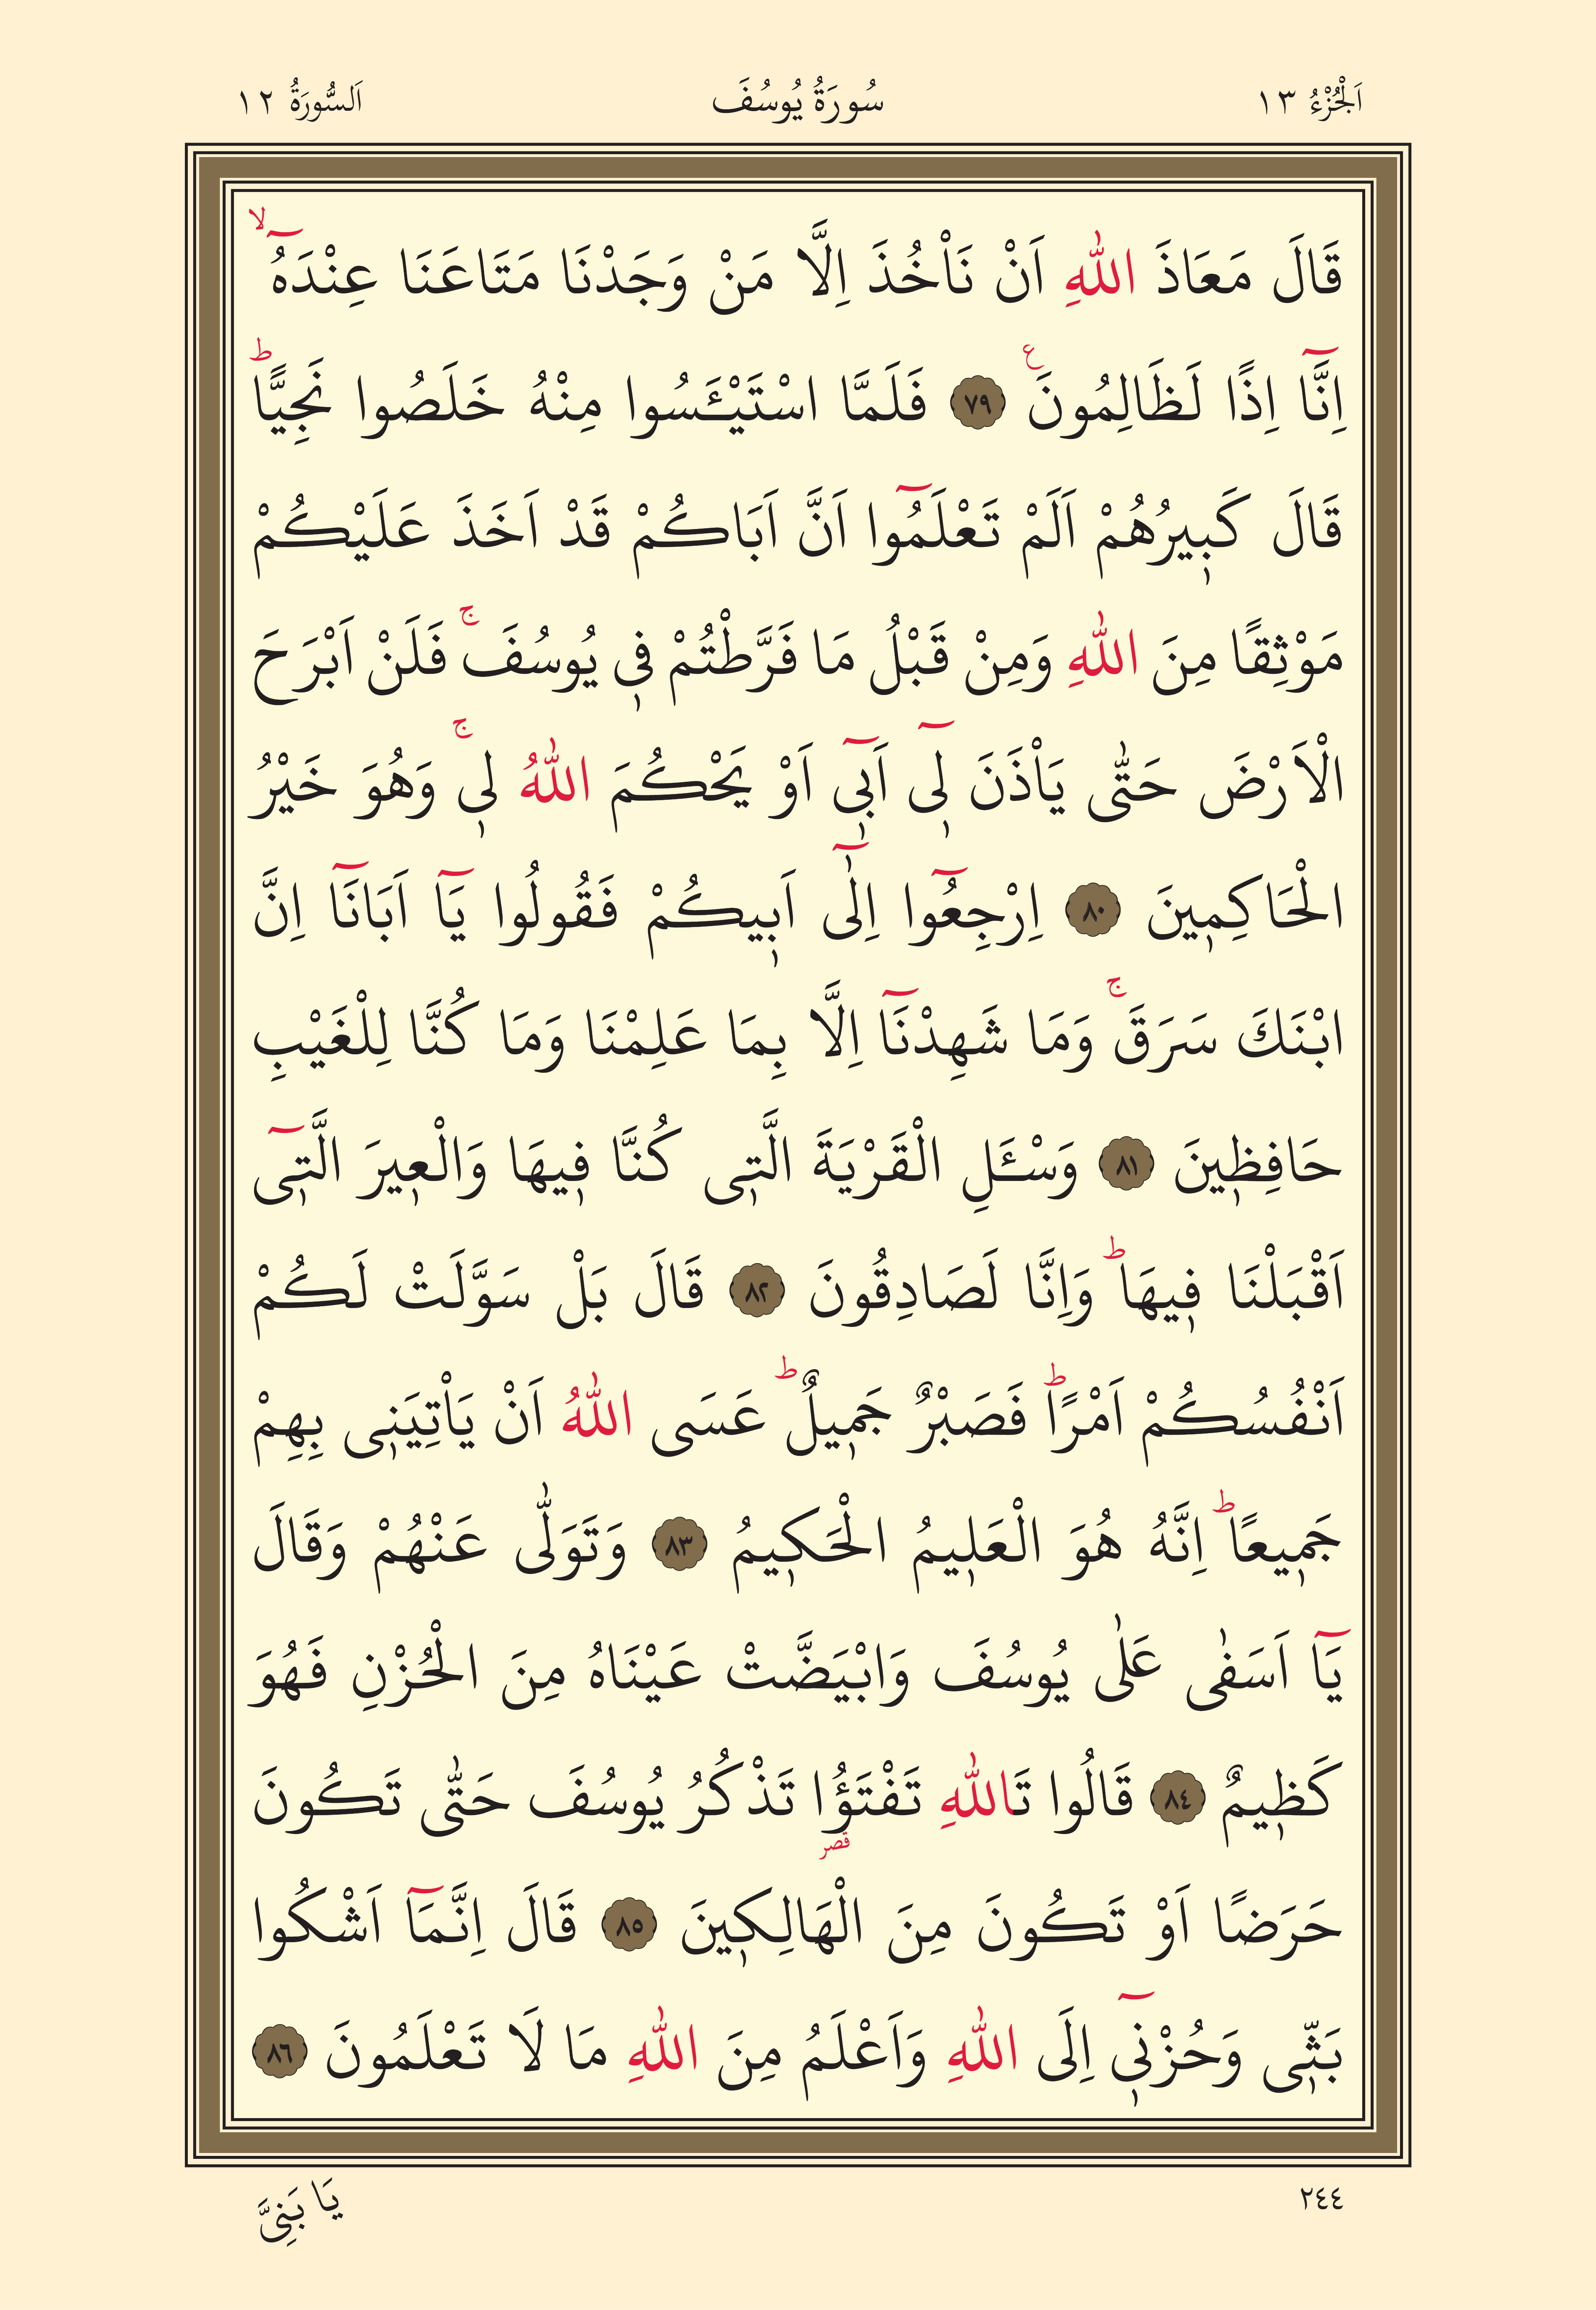 اَلْجُزْءُ ١٣
سُورَةُ يُوسُفَ
اَلسُّورَةُ ١٢
قَالَ مَعَاذَ اللّٰهِ اَنْ نَاْخُذَ اِلَّا مَنْ وَجَدْنَا مَتَاعَنَا عِنْدَهُٓ ۙ
اِنَّٓا اِذًا لَظَالِمُونَ ع ﴿٧٩﴾ فَلَمَّا اسْتَيْـَٔسُوا مِنْهُ خَلَصُوا نَجِيًّا ط
قَالَ كَبٖيرُهُمْ اَلَمْ تَعْلَمُٓوا اَنَّ اَبَاكُمْ قَدْ اَخَذَ عَلَيْكُمْ
مَوْثِقًا مِنَ اللّٰهِ وَمِنْ قَبْلُ مَا فَرَّطْتُمْ فٖى يُوسُفَ ۚ فَلَنْ اَبْرَحَ
الْاَرْضَ حَتّٰى يَاْذَنَ لٖٓى اَبٖٓى اَوْ يَحْكُمَ اللّٰهُ لٖى ۚ وَهُوَ خَيْرُ
الْحَاكِمٖينَ ﴿٨٠﴾ اِرْجِعُٓوا اِلٰٓى اَبٖيكُمْ فَقُولُوا يَٓا اَبَانَٓا اِنَّ
ابْنَكَ سَرَقَ ۚ وَمَا شَهِدْنَٓا اِلَّا بِمَا عَلِمْنَا وَمَا كُنَّا لِلْغَيْبِ
حَافِظٖينَ ﴿٨١﴾ وَسْـَٔلِ الْقَرْيَةَ الَّتٖى كُنَّا فٖيهَا وَالْعٖيرَ الَّتٖٓى
اَقْبَلْنَا فٖيهَا ط وَاِنَّا لَصَادِقُونَ ﴿٨٢﴾ قَالَ بَلْ سَوَّلَتْ لَكُمْ
اَنْفُسُكُمْ اَمْرًا ط فَصَبْرٌ جَمٖيلٌ ط عَسَى اللّٰهُ اَنْ يَاْتِيَنٖى بِهِمْ
جَمٖيعًا ط اِنَّهُ هُوَ الْعَلٖيمُ الْحَكٖيمُ ﴿٨٣﴾ وَتَوَلّٰى عَنْهُمْ وَقَالَ
يَٓا اَسَفٰى عَلٰى يُوسُفَ وَابْيَضَّتْ عَيْنَاهُ مِنَ الْحُزْنِ فَهُوَ
كَظٖيمٌ ﴿٨٤﴾ قَالُوا تَاللّٰهِ تَفْتَؤُا قصر تَذْكُرُ يُوسُفَ حَتّٰى تَكُونَ
حَرَضًا اَوْ تَكُونَ مِنَ الْهَالِكٖينَ ﴿٨٥﴾ قَالَ اِنَّمَٓا اَشْكُوا
بَثّٖى وَحُزْنٖٓى اِلَى اللّٰهِ وَاَعْلَمُ مِنَ اللّٰهِ مَا لَا تَعْلَمُونَ ﴿٨٦﴾
٢٤٤
يَا بَنِىَّ